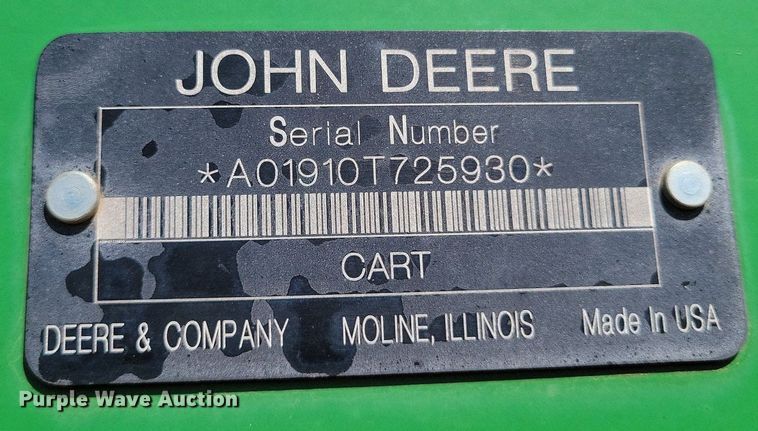 JOHN DEERE
Serial Number
*A01910T725930*
CART
DEERE & COMPANY MOLINE, ILLINOIS Made In USA
Purple Wave Auction